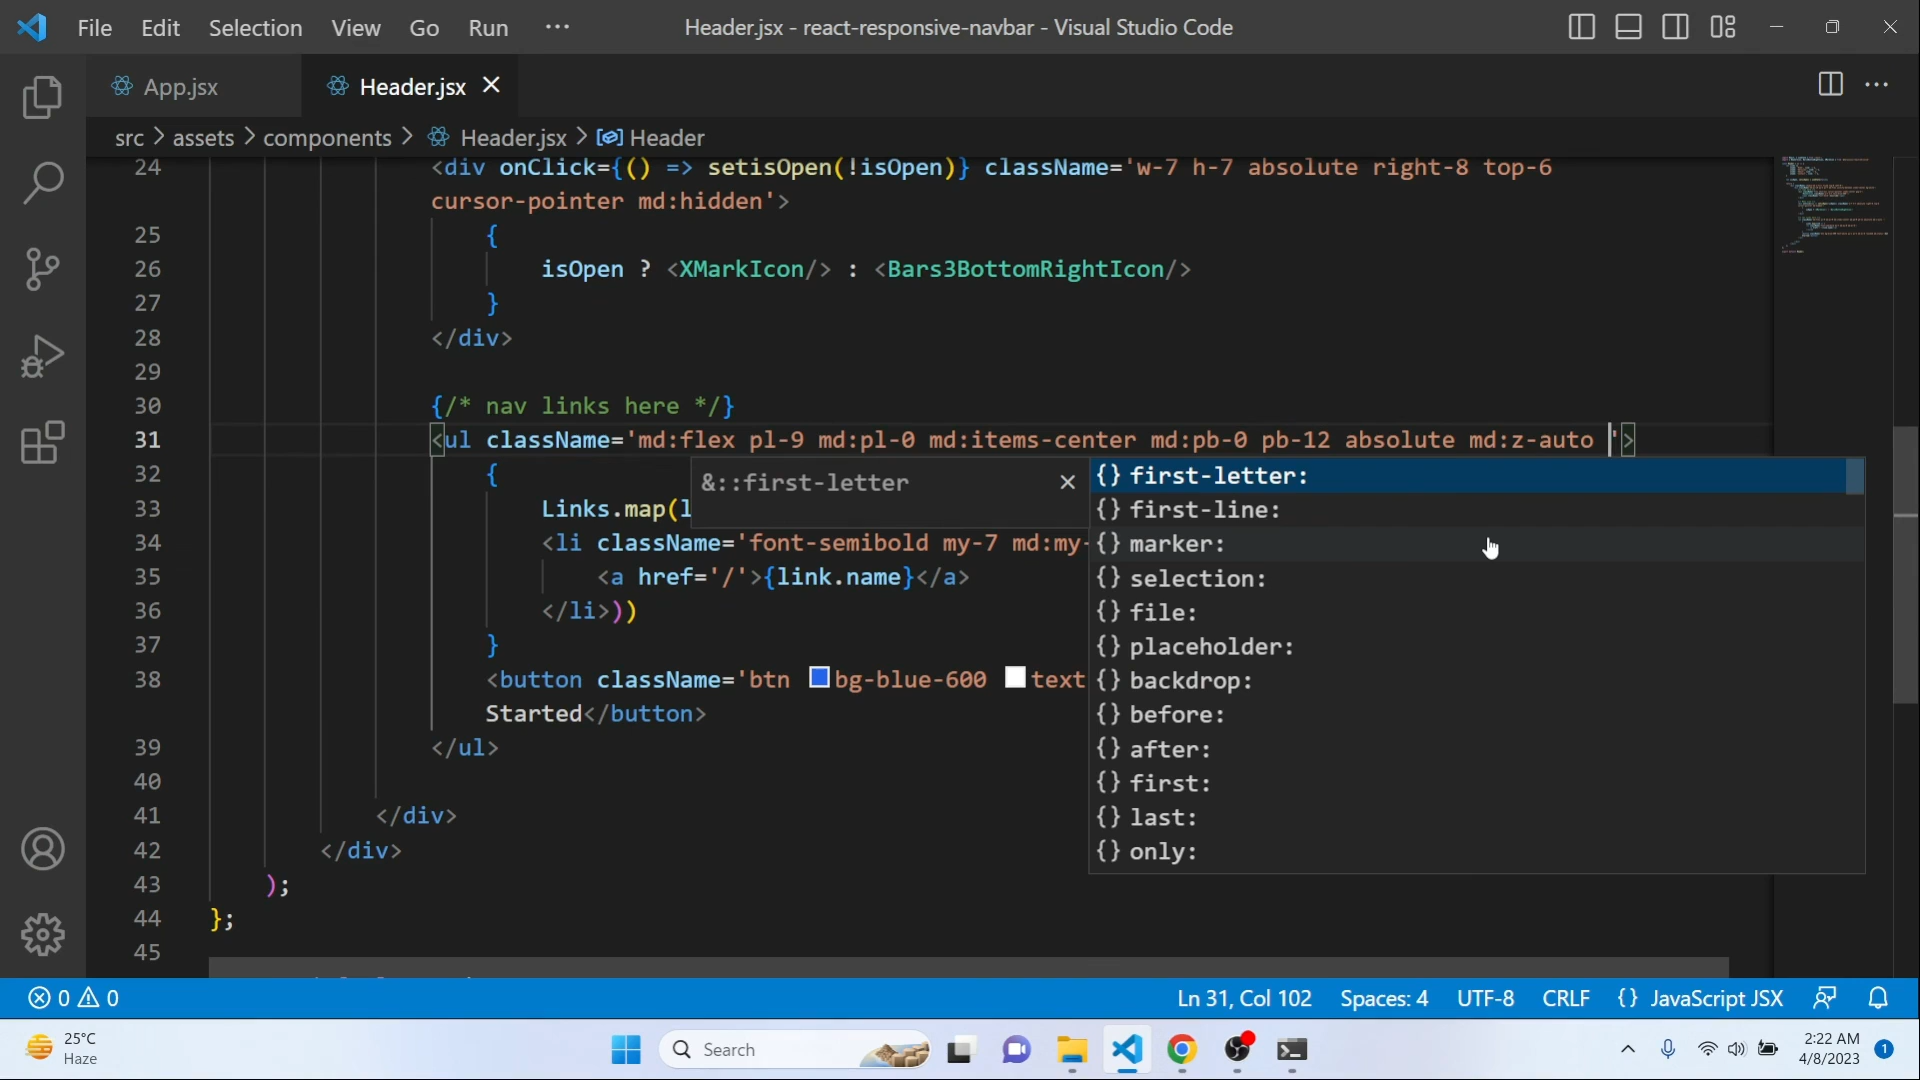 File Edit Selection View Go Run ··· Header.jsx - react-responsive-navbar - Visual Studio Code
App.jsx Header.jsx
src > assets > components > Header.jsx > Header
24 <div onClick={() => setisOpen(!isOpen)} className='w-7 h-7 absolute right-8 top-6
cursor-pointer md:hidden'>
25 {
26 isOpen ? <XMarkIcon/> : <Bars3BottomRightIcon/>
27 }
28 </div>
29
30 {/* nav links here */}
31 <ul className='md:flex pl-9 md:pl-0 md:items-center md:pb-0 pb-12 absolute md:z-auto '>
32 {
&::first-letter
33 Links.map(l
34 <li className='font-semibold my-7 md:my-
35 <a href='/'>{link.name}</a>
36 </li>))
37 }
38 <button className='btn bg-blue-600 text
Started</button>
39 </ul>
40
41 </div>
42 </div>
43 );
44 };
45
{} first-letter:
{} first-line:
{} marker:
{} selection:
{} file:
{} placeholder:
{} backdrop:
{} before:
{} after:
{} first:
{} last:
{} only:
0 0 Ln 31, Col 102 Spaces: 4 UTF-8 CRLF {} JavaScript JSX
25°C
Haze
Search
2:22 AM
4/8/2023
1